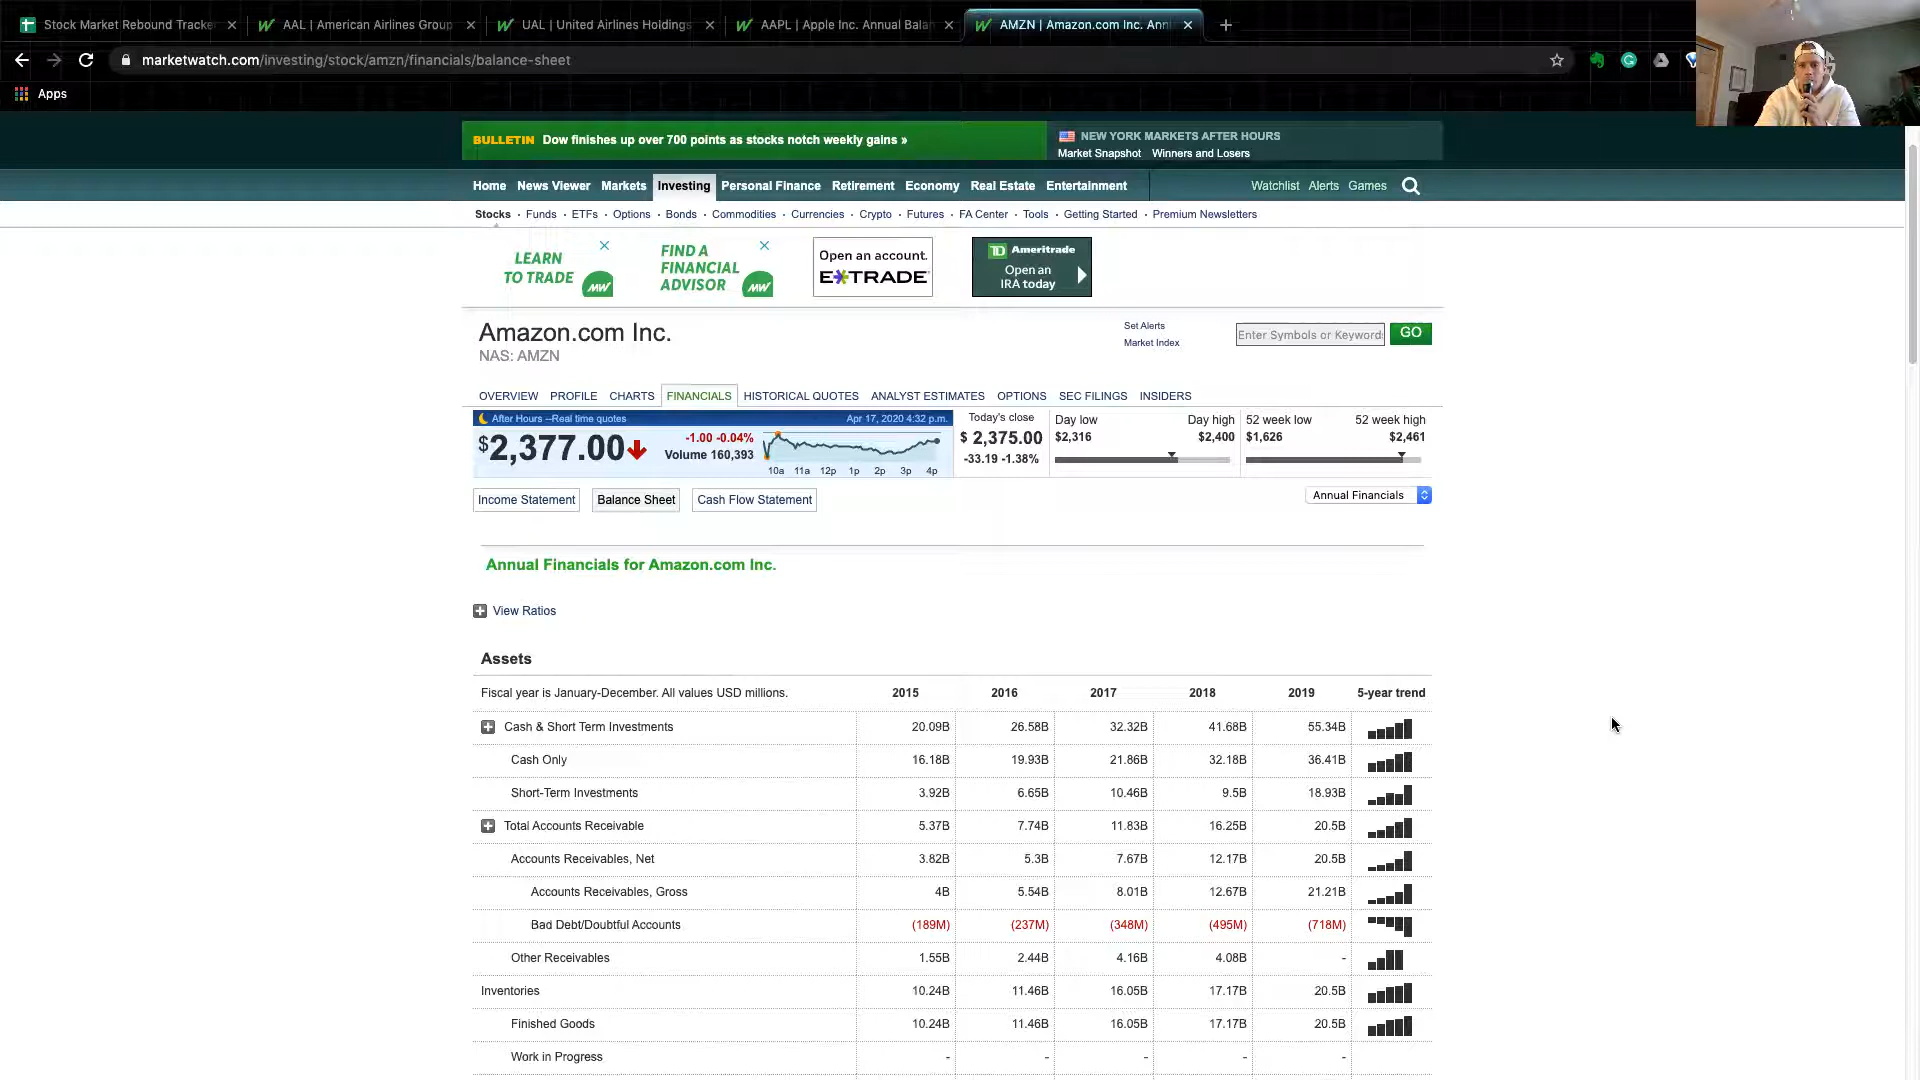 Stock Market Rebound Tracke
AAL | American Airlines Group
UAL | United Airlines Holdings
AAPL | Apple Inc. Annual Balan
AMZN | Amazon.com Inc. Ann
marketwatch.com/investing/stock/amzn/financials/balance-sheet
Apps
BULLETIN Dow finishes up over 700 points as stocks notch weekly gains »
NEW YORK MARKETS AFTER HOURS
Market Snapshot Winners and Losers
Home News Viewer Markets Investing Personal Finance Retirement Economy Real Estate Entertainment
Watchlist Alerts Games
Stocks · Funds · ETFs · Options · Bonds · Commodities · Currencies · Crypto · Futures · FA Center · Tools · Getting Started · Premium Newsletters
LEARN
TO TRADE
MW
FIND A
FINANCIAL
ADVISOR
MW
Open an account.
E*TRADE
TD Ameritrade
Open an
IRA today
Amazon.com Inc.
NAS: AMZN
Set Alerts
Market Index
Enter Symbols or Keyword
GO
OVERVIEW PROFILE CHARTS FINANCIALS HISTORICAL QUOTES ANALYST ESTIMATES OPTIONS SEC FILINGS INSIDERS
After Hours --Real time quotes Apr 17, 2020 4:32 p.m.
$2,377.00
-1.00 -0.04%
Volume 160,393
10a 11a 12p 1p 2p 3p 4p
Today's close
$ 2,375.00
-33.19 -1.38%
Day low Day high
$2,316 $2,400
52 week low 52 week high
$1,626 $2,461
Income Statement Balance Sheet Cash Flow Statement
Annual Financials
Annual Financials for Amazon.com Inc.
View Ratios
Assets
Fiscal year is January-December. All values USD millions. 2015 2016 2017 2018 2019 5-year trend
Cash & Short Term Investments 20.09B 26.58B 32.32B 41.68B 55.34B
Cash Only 16.18B 19.93B 21.86B 32.18B 36.41B
Short-Term Investments 3.92B 6.65B 10.46B 9.5B 18.93B
Total Accounts Receivable 5.37B 7.74B 11.83B 16.25B 20.5B
Accounts Receivables, Net 3.82B 5.3B 7.67B 12.17B 20.5B
Accounts Receivables, Gross 4B 5.54B 8.01B 12.67B 21.21B
Bad Debt/Doubtful Accounts (189M) (237M) (348M) (495M) (718M)
Other Receivables 1.55B 2.44B 4.16B 4.08B -
Inventories 10.24B 11.46B 16.05B 17.17B 20.5B
Finished Goods 10.24B 11.46B 16.05B 17.17B 20.5B
Work in Progress - - - - -